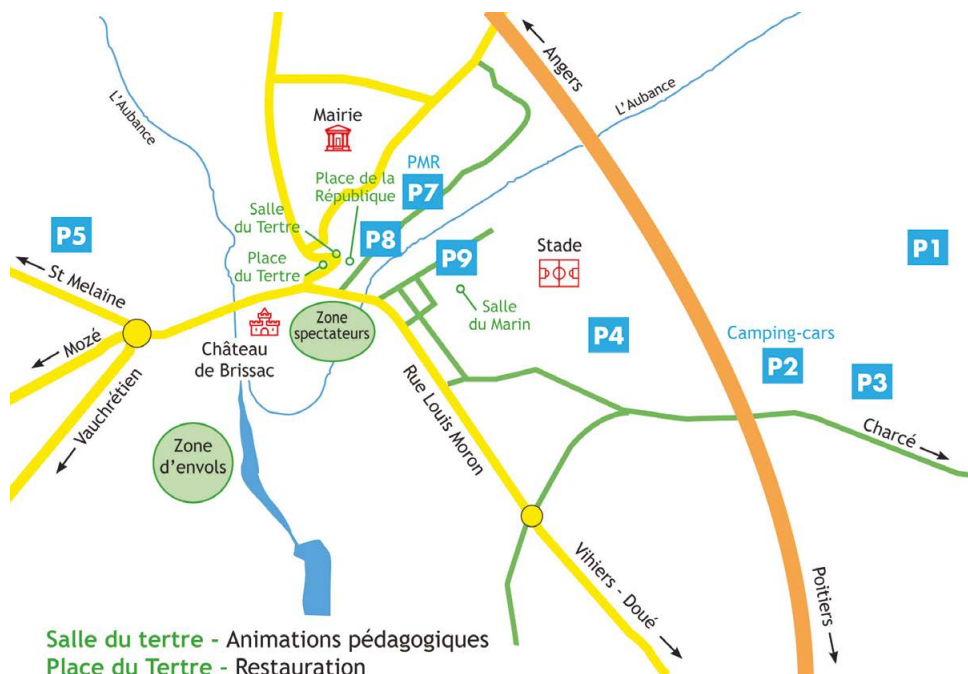 Angers
L'Aubance
L'Aubance
Mairie
PMR
P7
Place de la
République
Salle
du Tertre
P8
P5
Place
du Tertre
P9
Stade
P1
St Melaine
Zone
spectateurs
Salle
du Marin
Mozé
Château
de Brissac
P4
Camping-cars
P2
P3
Vauchrétien
Rue Louis Moron
Charcé
Zone
d'envols
Vihiers - Doué
Poitiers
Salle du tertre - Animations pédagogiques
Place du Tertre - Restauration